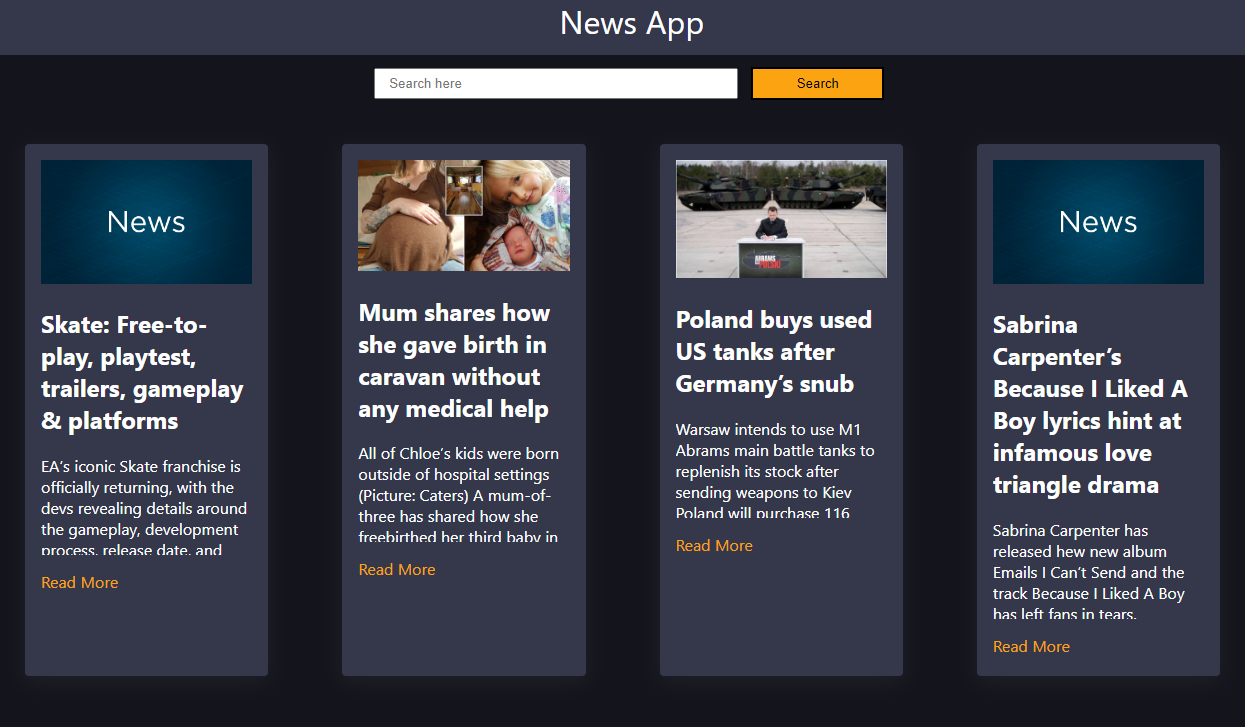 News App
Search here
Search
News
Skate: Free-to-
play, playtest,
trailers, gameplay
& platforms
EA’s iconic Skate franchise is
officially returning, with the
devs revealing details around
the gameplay, development
process, release date, and
Read More
Mum shares how
she gave birth in
caravan without
any medical help
All of Chloe’s kids were born
outside of hospital settings
(Picture: Caters) A mum-of-
three has shared how she
freebirthed her third baby in
Read More
ABRAMS
POLSKI
Poland buys used
US tanks after
Germany’s snub
Warsaw intends to use M1
Abrams main battle tanks to
replenish its stock after
sending weapons to Kiev
Poland will purchase 116
Read More
News
Sabrina
Carpenter’s
Because I Liked A
Boy lyrics hint at
infamous love
triangle drama
Sabrina Carpenter has
released hew new album
Emails I Can’t Send and the
track Because I Liked A Boy
has left fans in tears.
Read More